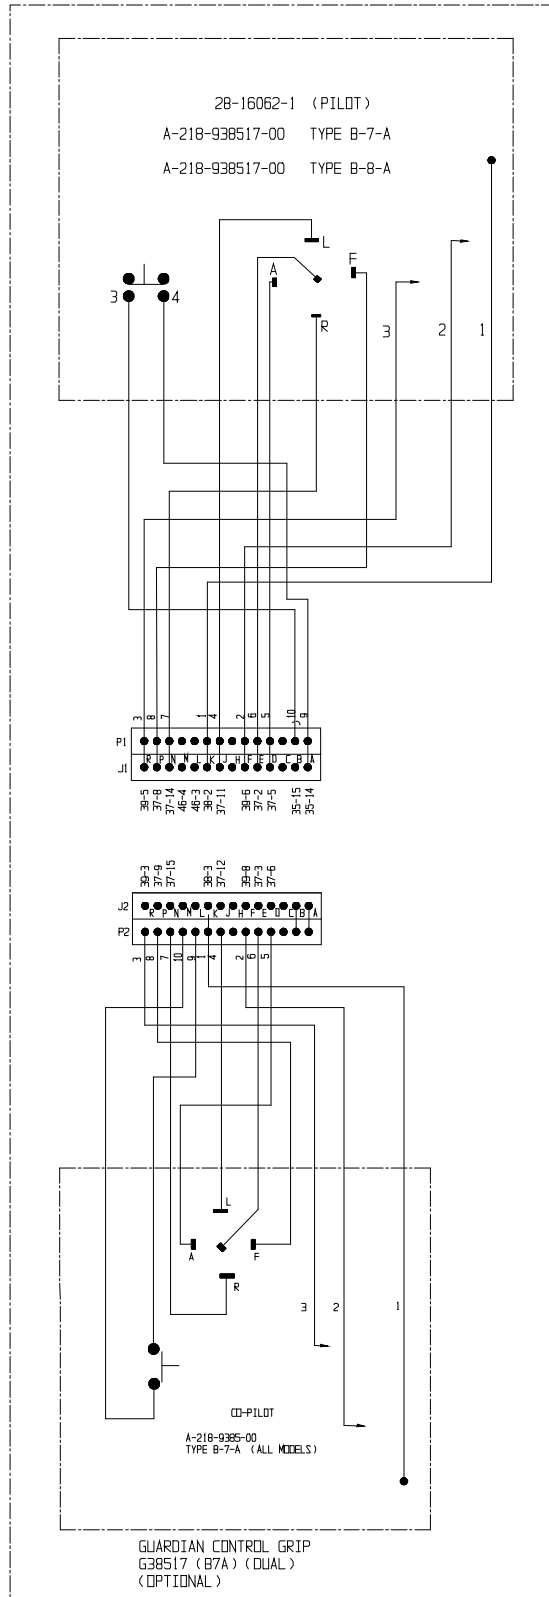 28-16062-1 (PILOT)
A-218-938517-00 TYPE B-7-A
A-218-938517-00 TYPE B-8-A
L
A
F
3
4
R
3
2
1
3
8
7
1
4
2
6
5
10
9
P1
R P N M L K J H F E D C B A
J1
39-5
37-8
37-14
46-4
46-3
38-2
37-11
39-6
37-2
37-5
35-15
35-14
39-3
37-9
37-15
38-3
37-12
39-8
37-3
37-6
J2
R P N M L K J H F E D C B A
P2
3
8
7
10
9
1
4
2
6
5
L
A
F
R
3
2
1
CO-PILOT
A-218-9385-00
TYPE B-7-A (ALL MODELS)
GUARDIAN CONTROL GRIP
G38517 (B7A) (DUAL)
(OPTIONAL)